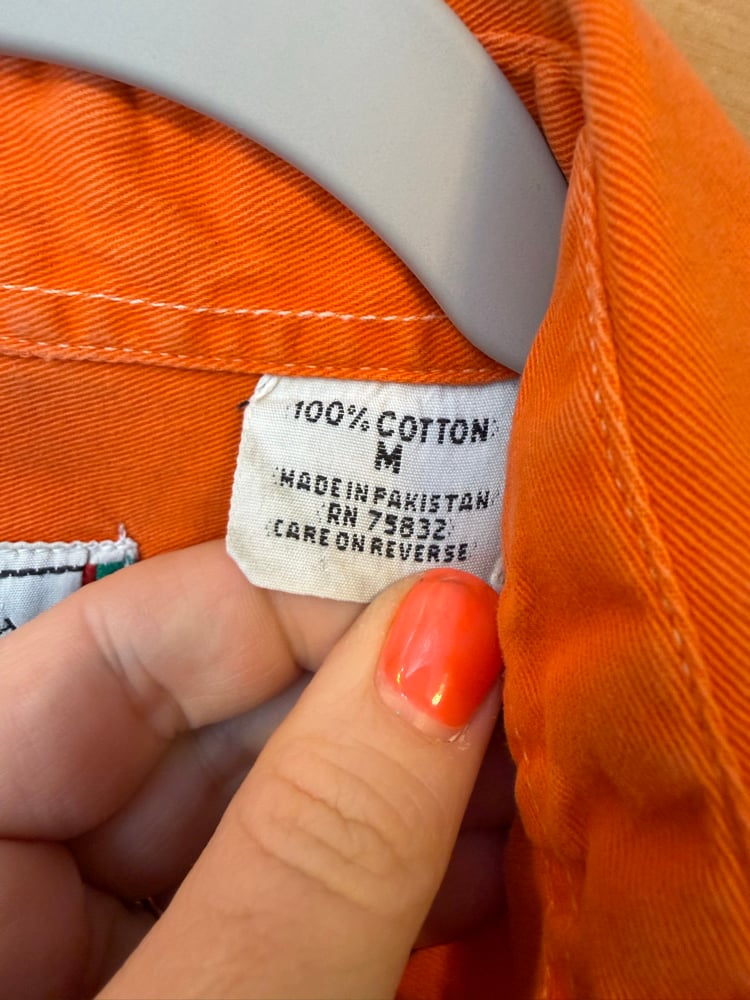 100% COTTON
M
MADE IN PAKISTAN
RN 75832
CARE ON REVERSE